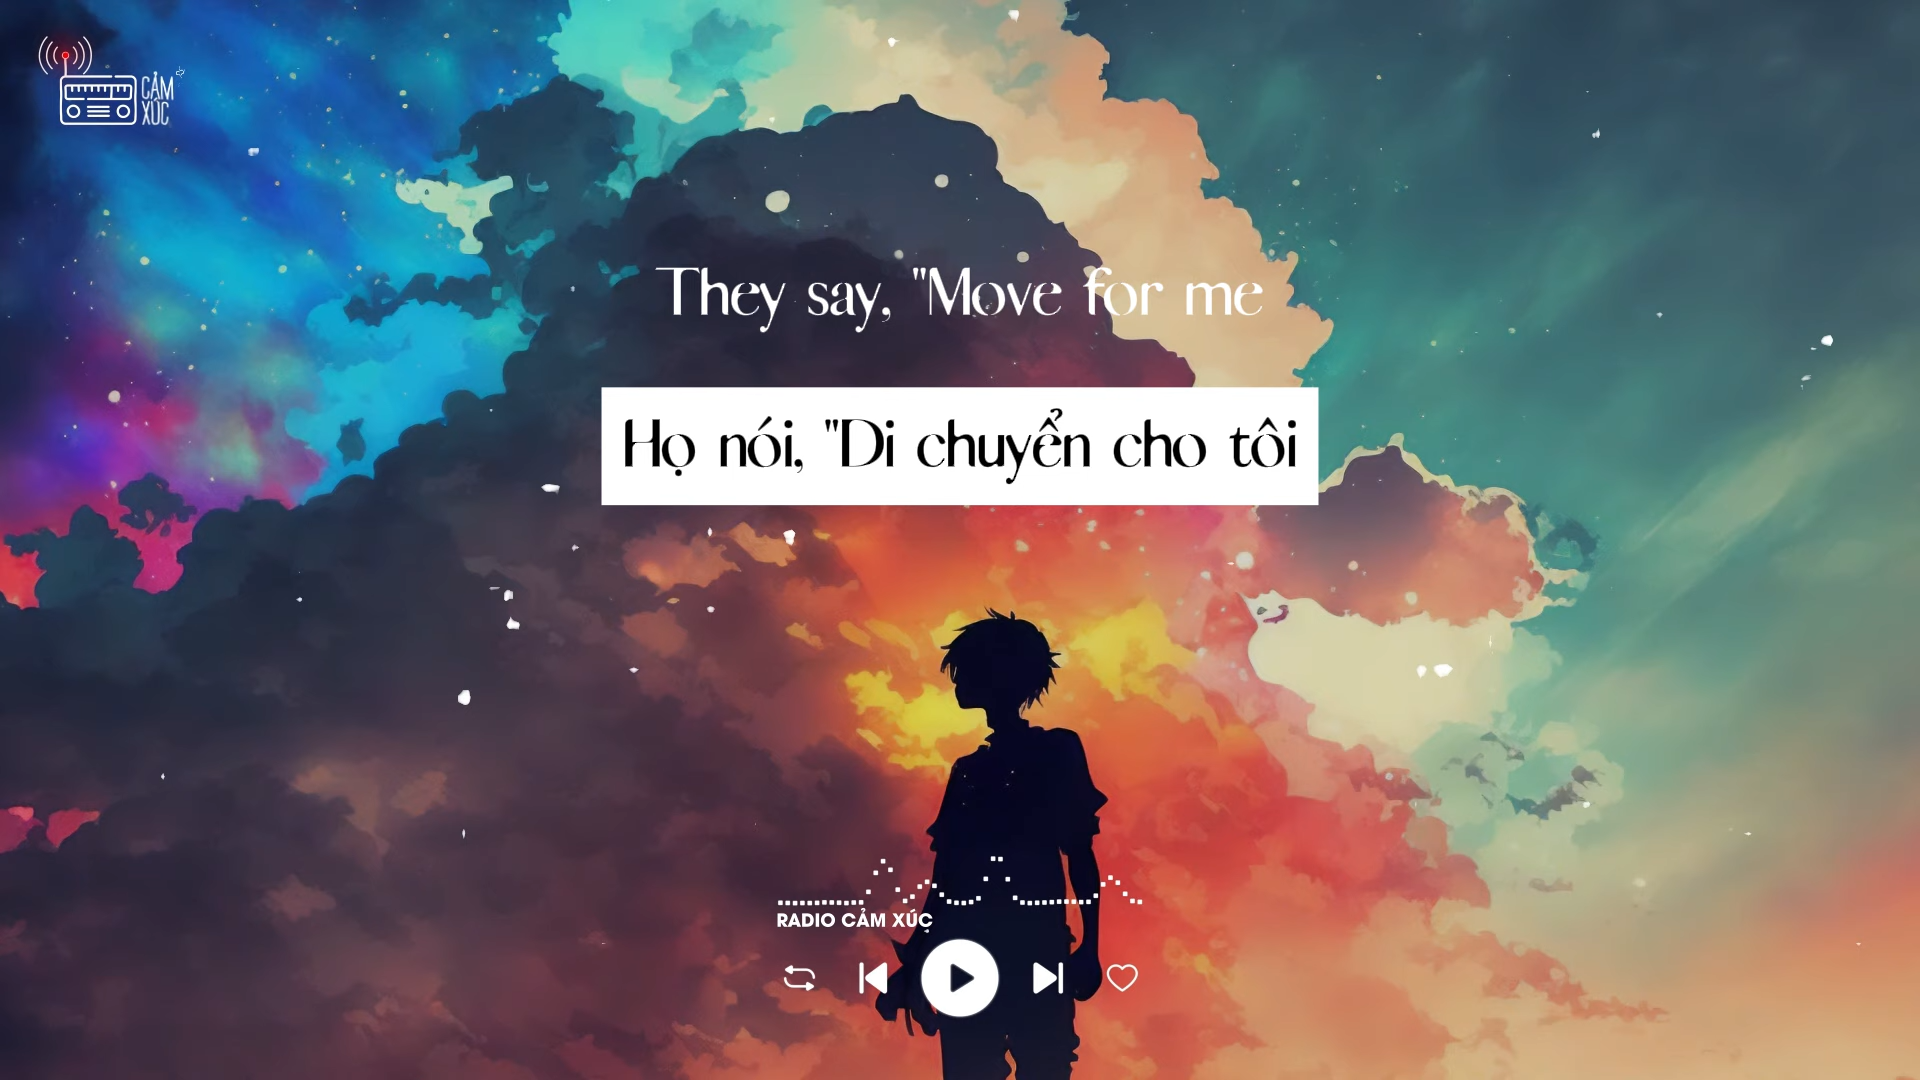 CẢM
XÚC
They say, "Move for me
Họ nói, "Di chuyển cho tôi
RADIO CẢM XÚC